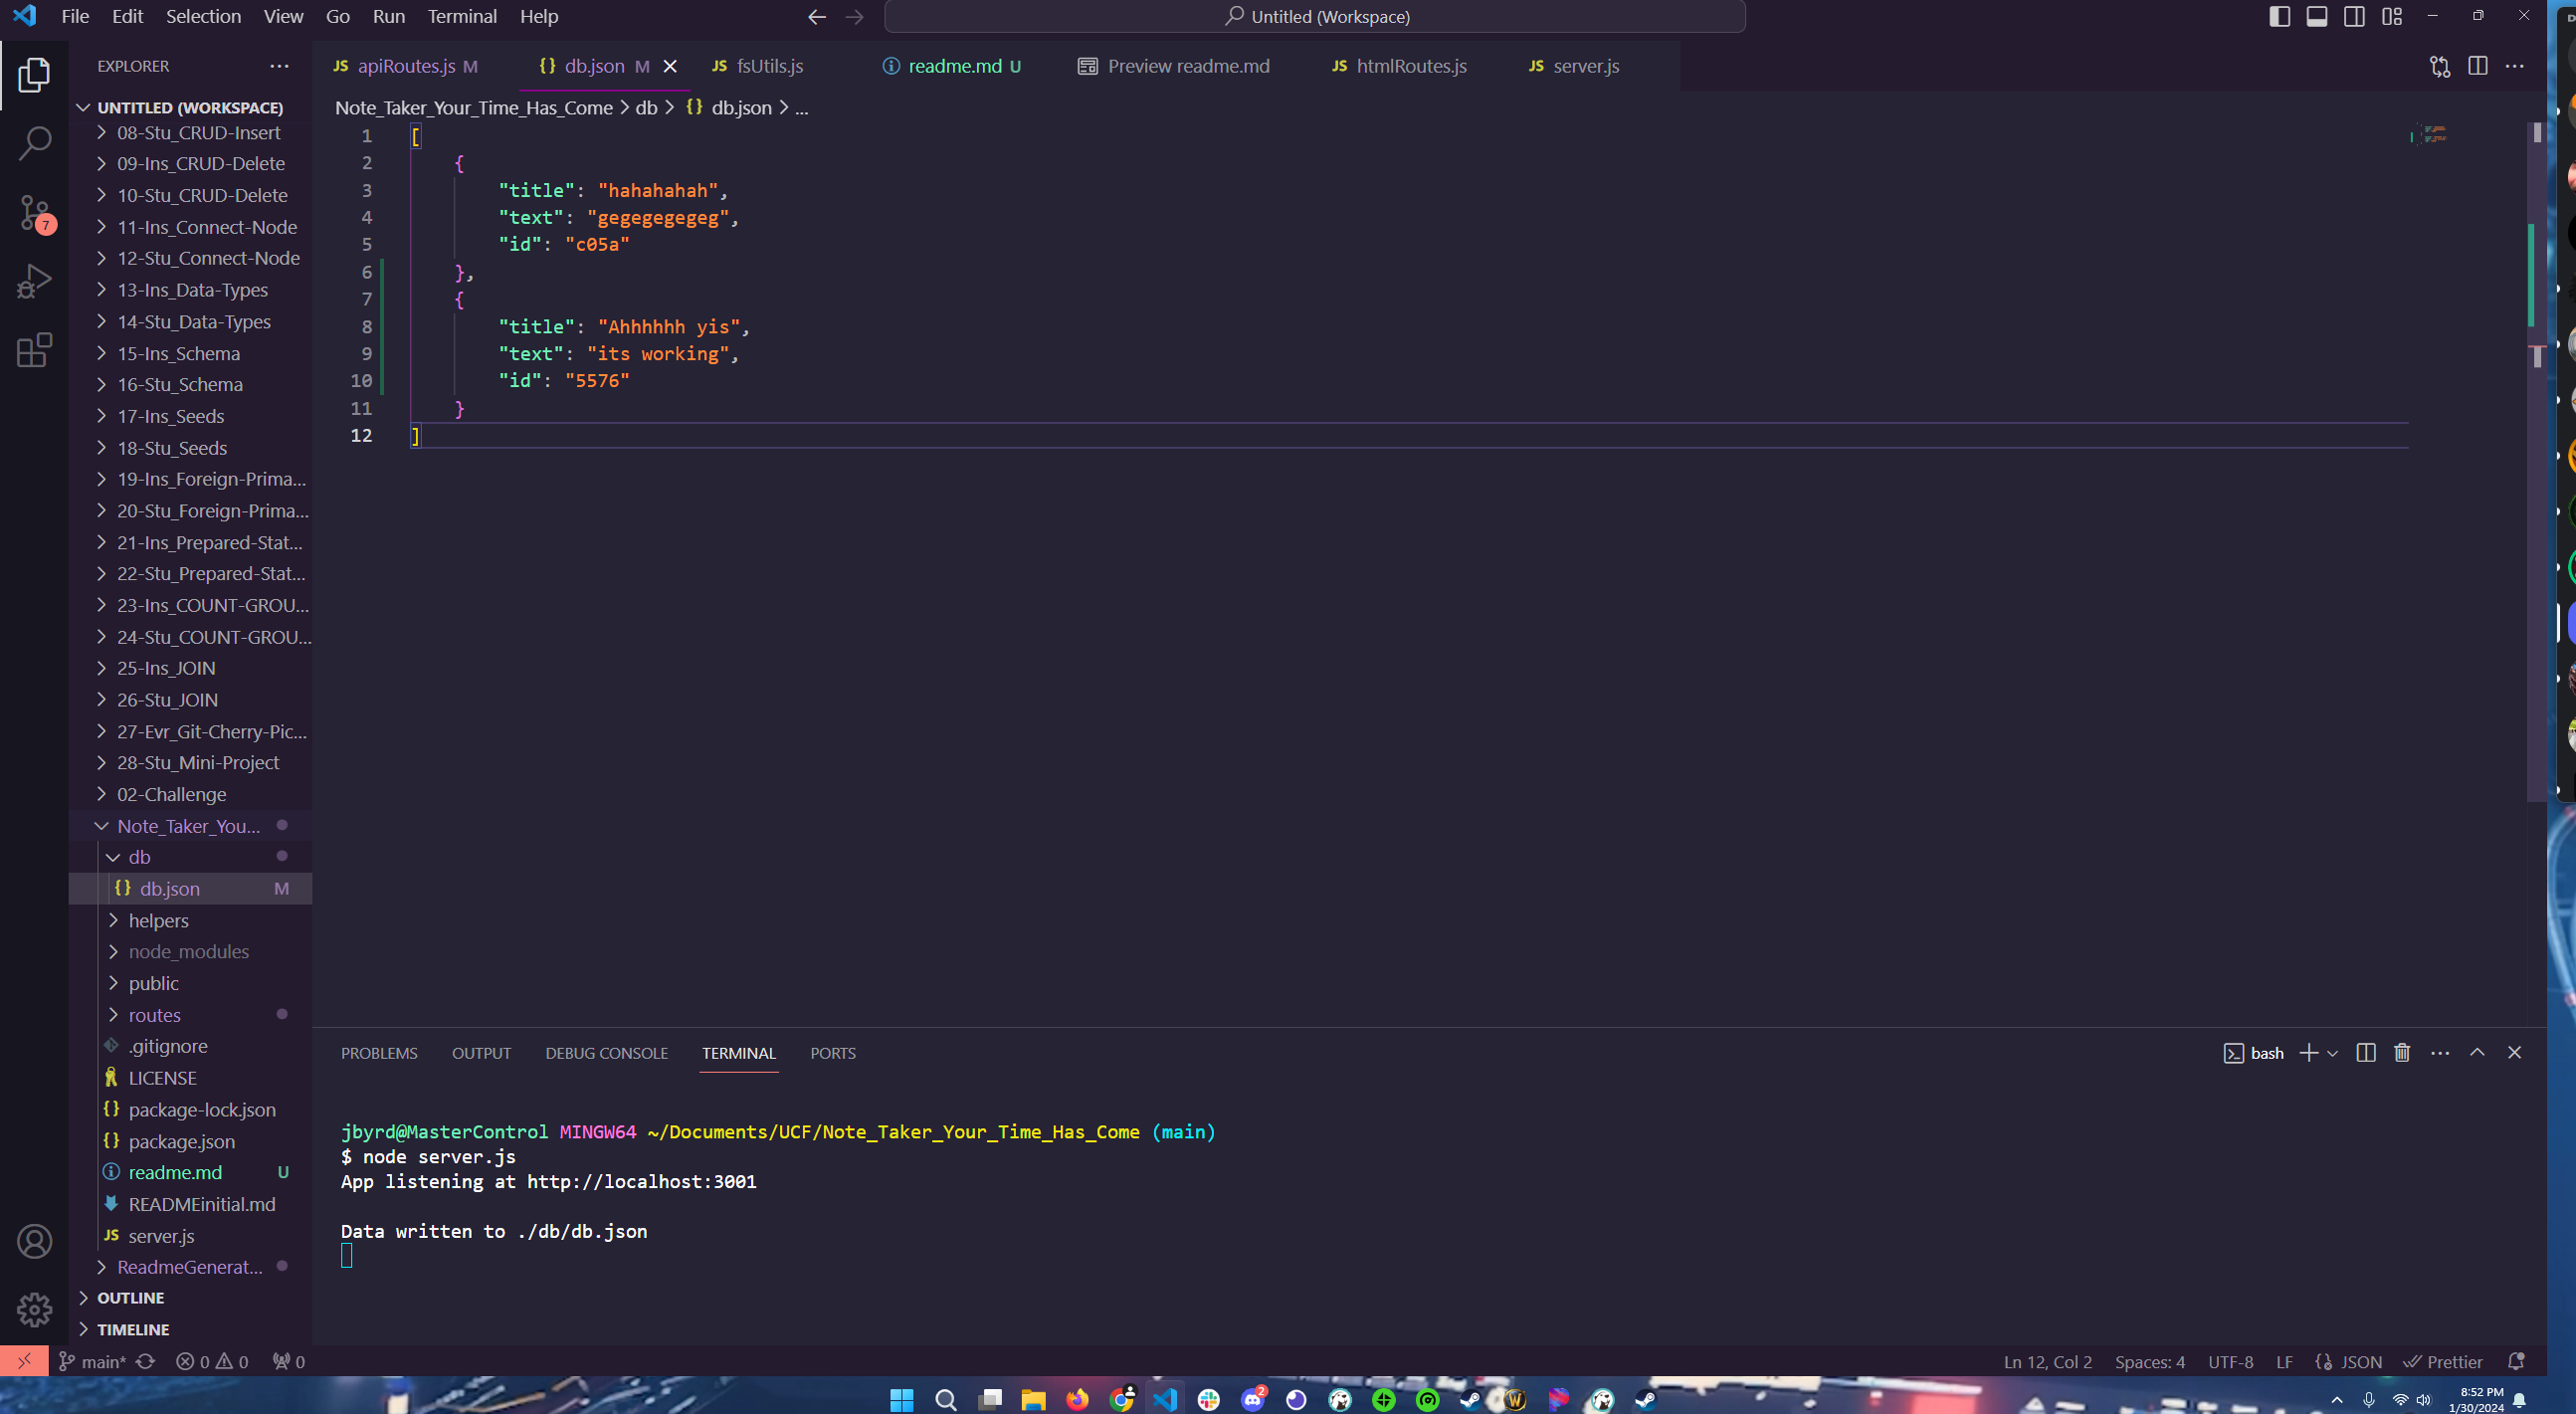 File Edit Selection View Go Run Terminal Help
Untitled (Workspace)
EXPLORER
UNTITLED (WORKSPACE)
08-Stu_CRUD-Insert
09-Ins_CRUD-Delete
10-Stu_CRUD-Delete
11-Ins_Connect-Node
12-Stu_Connect-Node
13-Ins_Data-Types
14-Stu_Data-Types
15-Ins_Schema
16-Stu_Schema
17-Ins_Seeds
18-Stu_Seeds
19-Ins_Foreign-Prima...
20-Stu_Foreign-Prima...
21-Ins_Prepared-Stat...
22-Stu_Prepared-Stat...
23-Ins_COUNT-GROU...
24-Stu_COUNT-GROU...
25-Ins_JOIN
26-Stu_JOIN
27-Evr_Git-Cherry-Pic...
28-Stu_Mini-Project
02-Challenge
Note_Taker_You...
db
db.json M
helpers
node_modules
public
routes
.gitignore
LICENSE
package-lock.json
package.json
readme.md U
READMEinitial.md
JS server.js
ReadmeGenerat...
OUTLINE
TIMELINE
7
JS apiRoutes.js M {} db.json M JS fsUtils.js readme.md U Preview readme.md JS htmlRoutes.js JS server.js
Note_Taker_Your_Time_Has_Come > db > {} db.json > ...
1 [
2 {
3 "title": "hahahahah",
4 "text": "gegegegegeg",
5 "id": "c05a"
6 },
7 {
8 "title": "Ahhhhhh yis",
9 "text": "its working",
10 "id": "5576"
11 }
12 ]
PROBLEMS OUTPUT DEBUG CONSOLE TERMINAL PORTS
bash
jbyrd@MasterControl MINGW64 ~/Documents/UCF/Note_Taker_Your_Time_Has_Come (main)
$ node server.js
App listening at http://localhost:3001
Data written to ./db/db.json
main* 0 0 0
Ln 12, Col 2 Spaces: 4 UTF-8 LF JSON Prettier
2
8:52 PM
1/30/2024